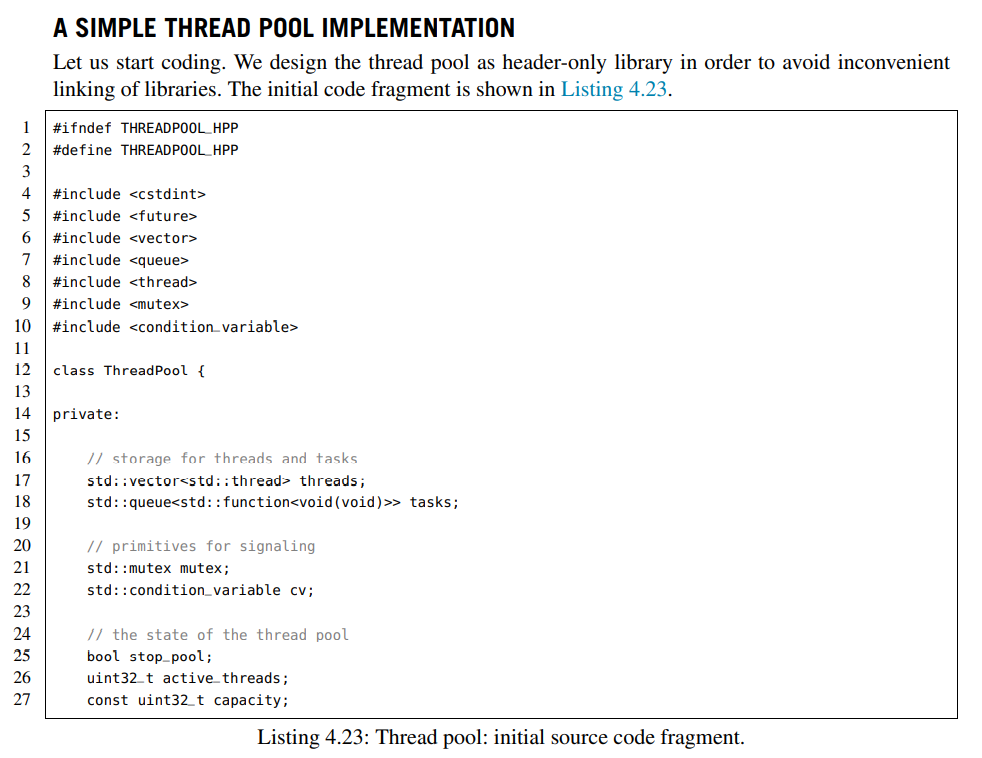 A SIMPLE THREAD POOL IMPLEMENTATION
Let us start coding. We design the thread pool as header-only library in order to avoid inconvenient
linking of libraries. The initial code fragment is shown in Listing 4.23.
1 #ifndef THREADPOOL_HPP
2 #define THREADPOOL_HPP
3
4 #include <cstdint>
5 #include <future>
6 #include <vector>
7 #include <queue>
8 #include <thread>
9 #include <mutex>
10 #include <condition_variable>
11
12 class ThreadPool {
13
14 private:
15
16     // storage for threads and tasks
17     std::vector<std::thread> threads;
18     std::queue<std::function<void(void)>> tasks;
19
20     // primitives for signaling
21     std::mutex mutex;
22     std::condition_variable cv;
23
24     // the state of the thread pool
25     bool stop_pool;
26     uint32_t active_threads;
27     const uint32_t capacity;
Listing 4.23: Thread pool: initial source code fragment.